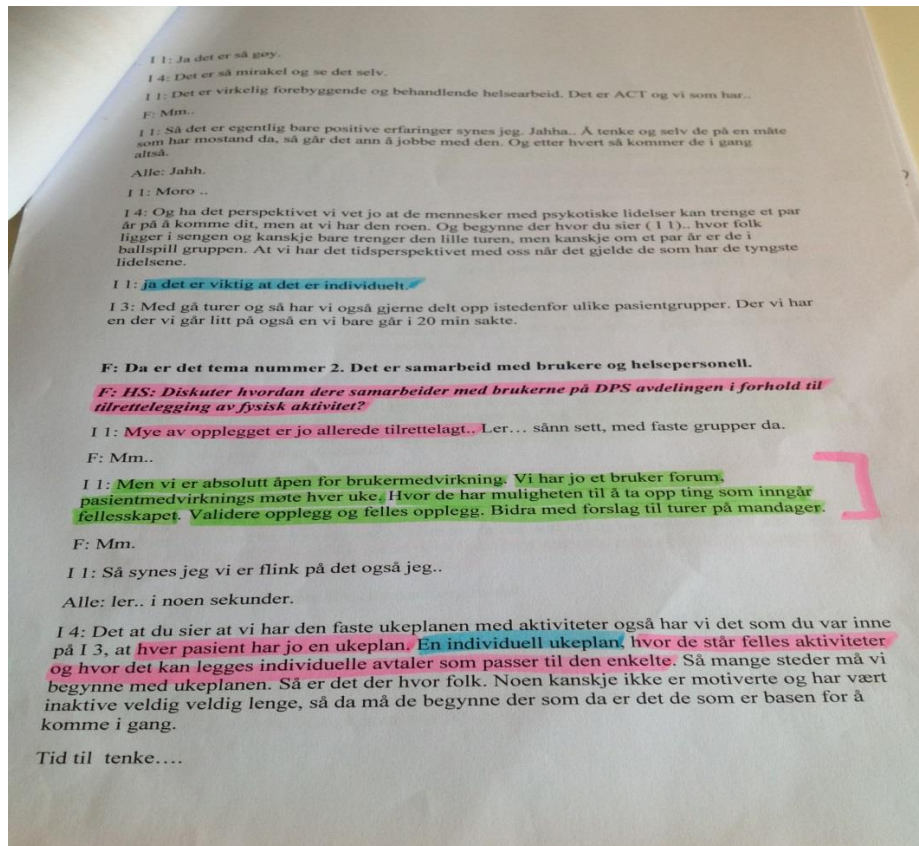 I 1: Ja det er så gøy.
I 4: Det er så mirakel og se det selv.
I 1: Det er virkelig forebyggende og behandlende helsearbeid. Det er ACT og vi som har..
F: Mm..
I 1: Så det er egentlig bare positive erfaringer synes jeg. Jahha.. Å tenke og selv de på en måte
som har mostand da, så går det ann å jobbe med den. Og etter hvert så kommer de i gang
altså.
Alle: Jahh.
I 1: Moro ..
I 4: Og ha det perspektivet vi vet jo at de mennesker med psykotiske lidelser kan trenge et par
år på å komme dit, men at vi har den roen. Og begynne der hvor du sier ( I 1).. hvor folk
ligger i sengen og kanskje bare trenger den lille turen, men kanskje om et par år er de i
ballspill gruppen. At vi har det tidsperspektivet med oss når det gjelde de som har de tyngste
lidelsene.
I 1: ja det er viktig at det er individuelt.
I 3: Med gå turer og så har vi også gjerne delt opp istedenfor ulike pasientgrupper. Der vi har
en der vi går litt på også en vi bare går i 20 min sakte.
F: Da er det tema nummer 2. Det er samarbeid med brukere og helsepersonell.
F: HS: Diskuter hvordan dere samarbeider med brukerne på DPS avdelingen i forhold til
tilrettelegging av fysisk aktivitet?
I 1: Mye av opplegget er jo allerede tilrettelagt.. Ler… sånn sett, med faste grupper da.
F: Mm..
I 1: Men vi er absolutt åpen for brukermedvirkning. Vi har jo et bruker forum,
pasientmedvirknings møte hver uke. Hvor de har muligheten til å ta opp ting som inngår
fellesskapet. Validere opplegg og felles opplegg. Bidra med forslag til turer på mandager.
F: Mm.
I 1: Så synes jeg vi er flink på det også jeg..
Alle: ler.. i noen sekunder.
I 4: Det at du sier at vi har den faste ukeplanen med aktiviteter også har vi det som du var inne
på I 3, at hver pasient har jo en ukeplan. En individuell ukeplan, hvor de står felles aktiviteter
og hvor det kan legges individuelle avtaler som passer til den enkelte. Så mange steder må vi
begynne med ukeplanen. Så er det der hvor folk. Noen kanskje ikke er motiverte og har vært
inaktive veldig veldig lenge, så da må de begynne der som da er det de som er basen for å
komme i gang.
Tid til tenke….